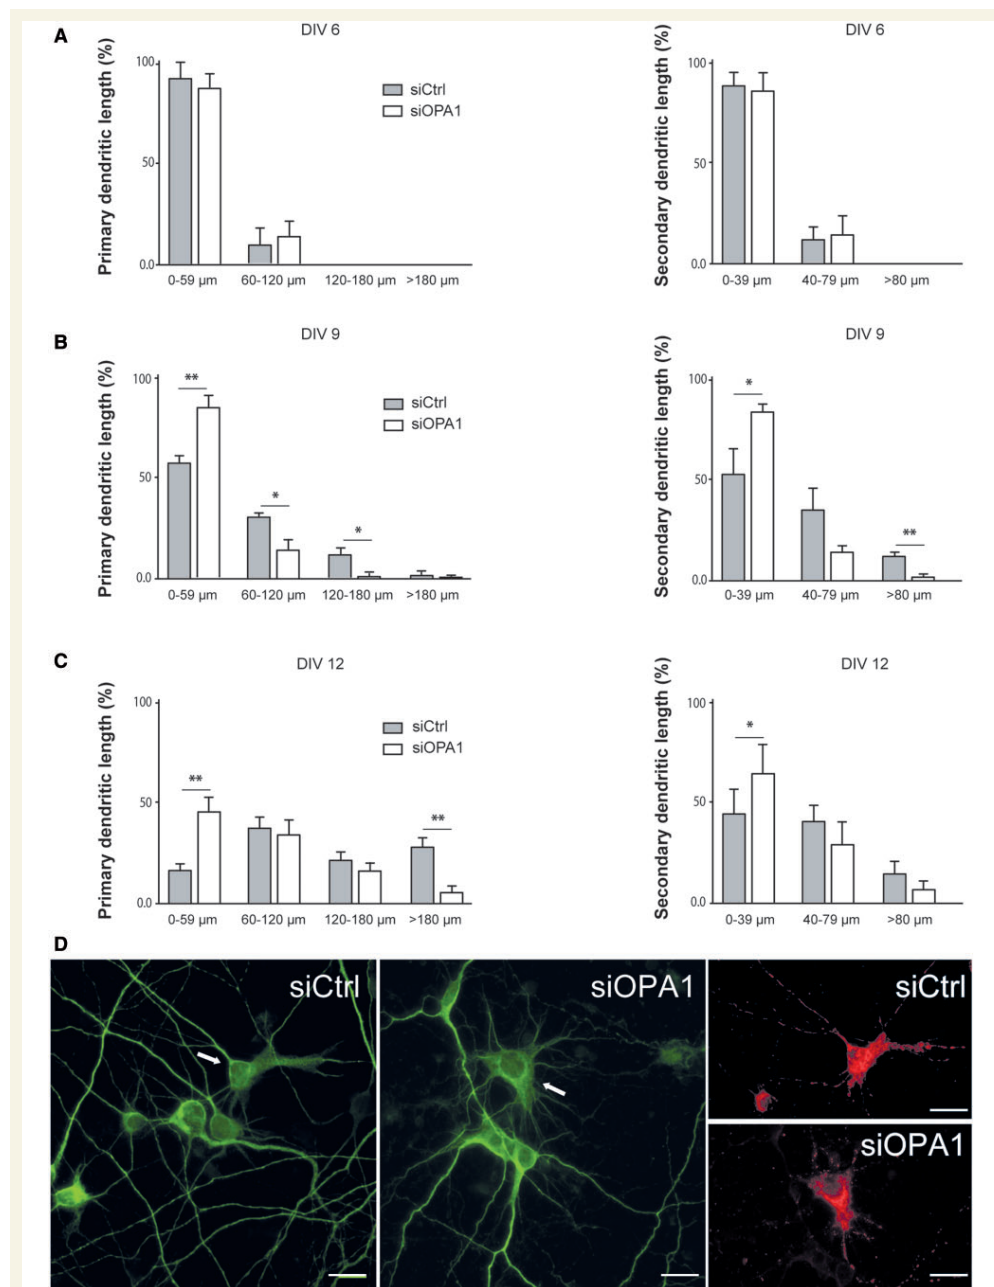 A
DIV 6
Primary dendritic length (%)
100
50
0.0
siCtrl
siOPA1
0-59 µm 60-120 µm 120-180 µm >180 µm
DIV 6
Secondary dendritic length (%)
100
50
0.0
0-39 µm 40-79 µm >80 µm
B
DIV 9
Primary dendritic length (%)
100
50
0.0
**
*
*
siCtrl
siOPA1
0-59 µm 60-120 µm 120-180 µm >180 µm
DIV 9
Secondary dendritic length (%)
100
50
0.0
*
**
0-39 µm 40-79 µm >80 µm
C
DIV 12
Primary dendritic length (%)
100
50
0.0
**
**
siCtrl
siOPA1
0-59 µm 60-120 µm 120-180 µm >180 µm
DIV 12
Secondary dendritic length (%)
100
50
0.0
*
0-39 µm 40-79 µm >80 µm
D
siCtrl
siOPA1
siCtrl
siOPA1